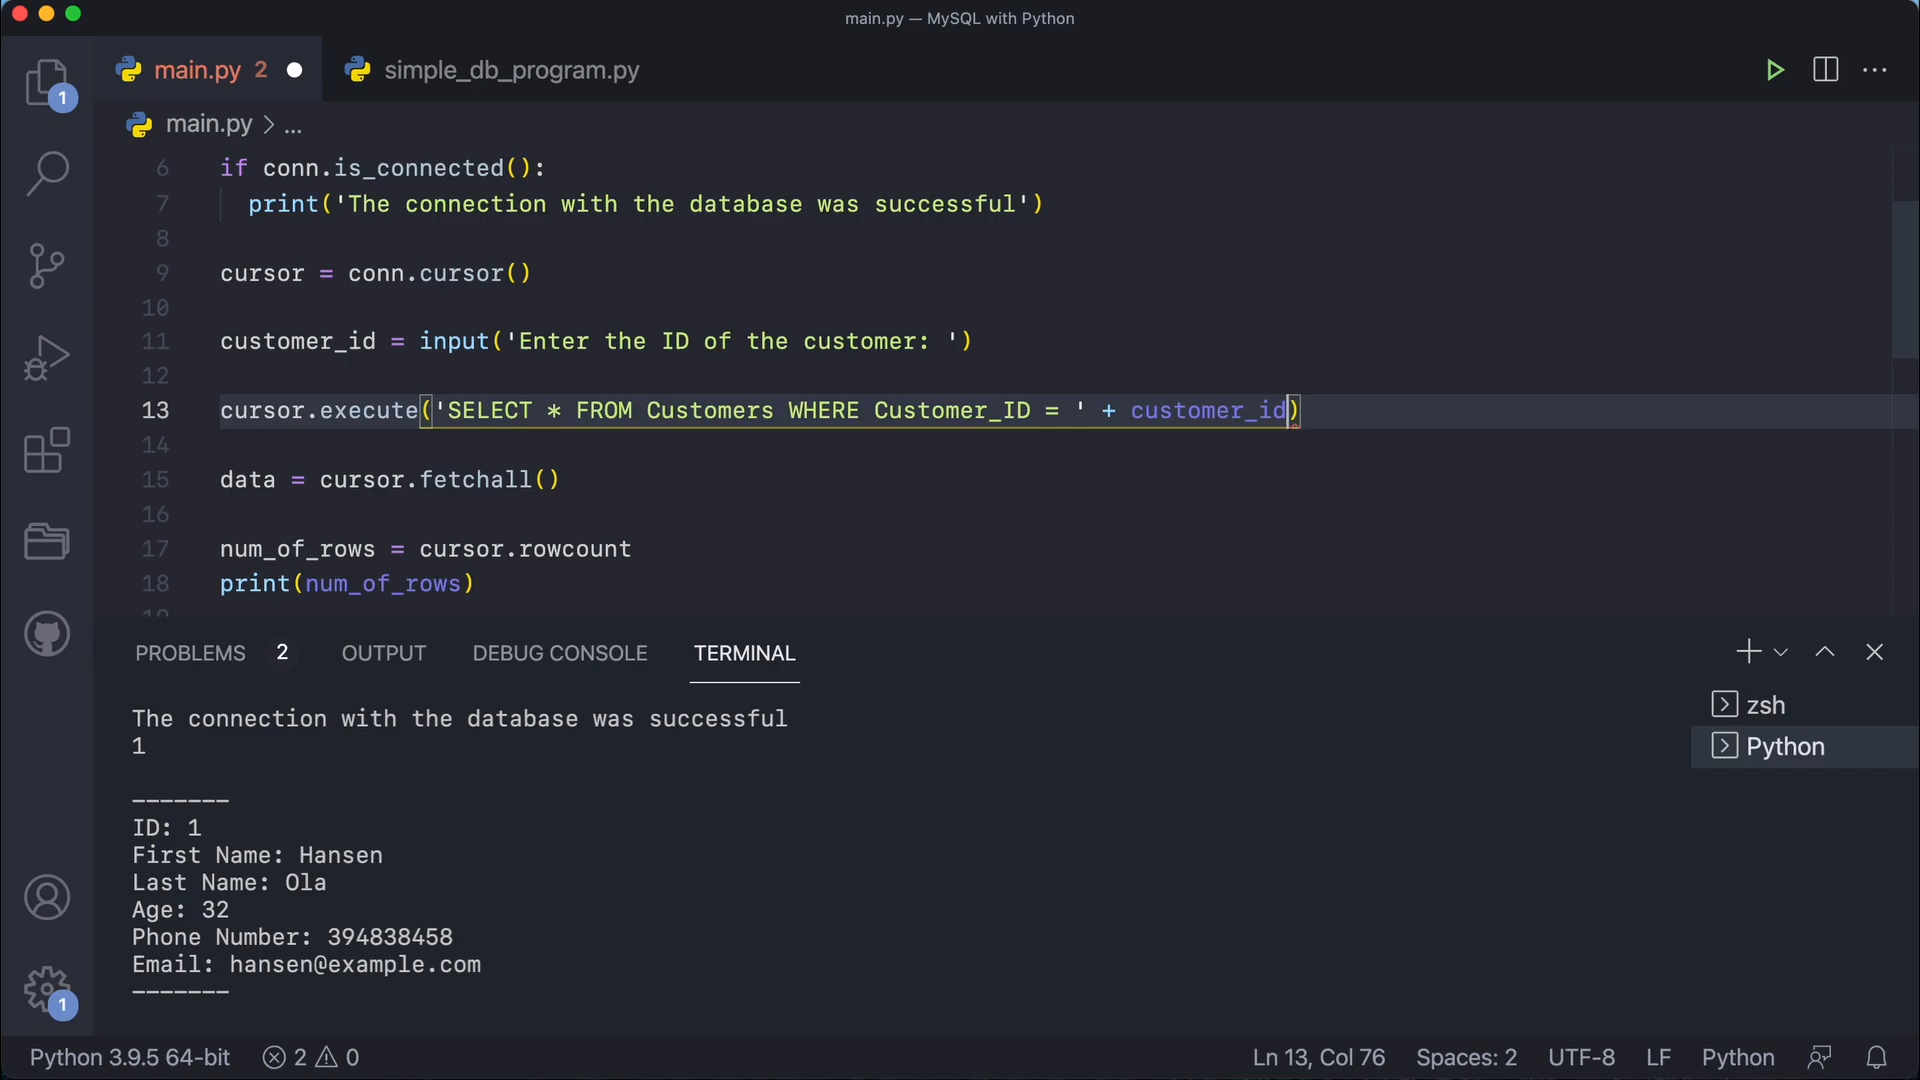 main.py — MySQL with Python
main.py 2
simple_db_program.py
main.py > ...
6 if conn.is_connected():
7 print('The connection with the database was successful')
8
9 cursor = conn.cursor()
10
11 customer_id = input('Enter the ID of the customer: ')
12
13 cursor.execute('SELECT * FROM Customers WHERE Customer_ID = ' + customer_id)
14
15 data = cursor.fetchall()
16
17 num_of_rows = cursor.rowcount
18 print(num_of_rows)
1
PROBLEMS 2 OUTPUT DEBUG CONSOLE TERMINAL
The connection with the database was successful
1
-------
ID: 1
First Name: Hansen
Last Name: Ola
Age: 32
Phone Number: 394838458
Email: hansen@example.com
-------
zsh
Python
1
Python 3.9.5 64-bit 2 0 Ln 13, Col 76 Spaces: 2 UTF-8 LF Python